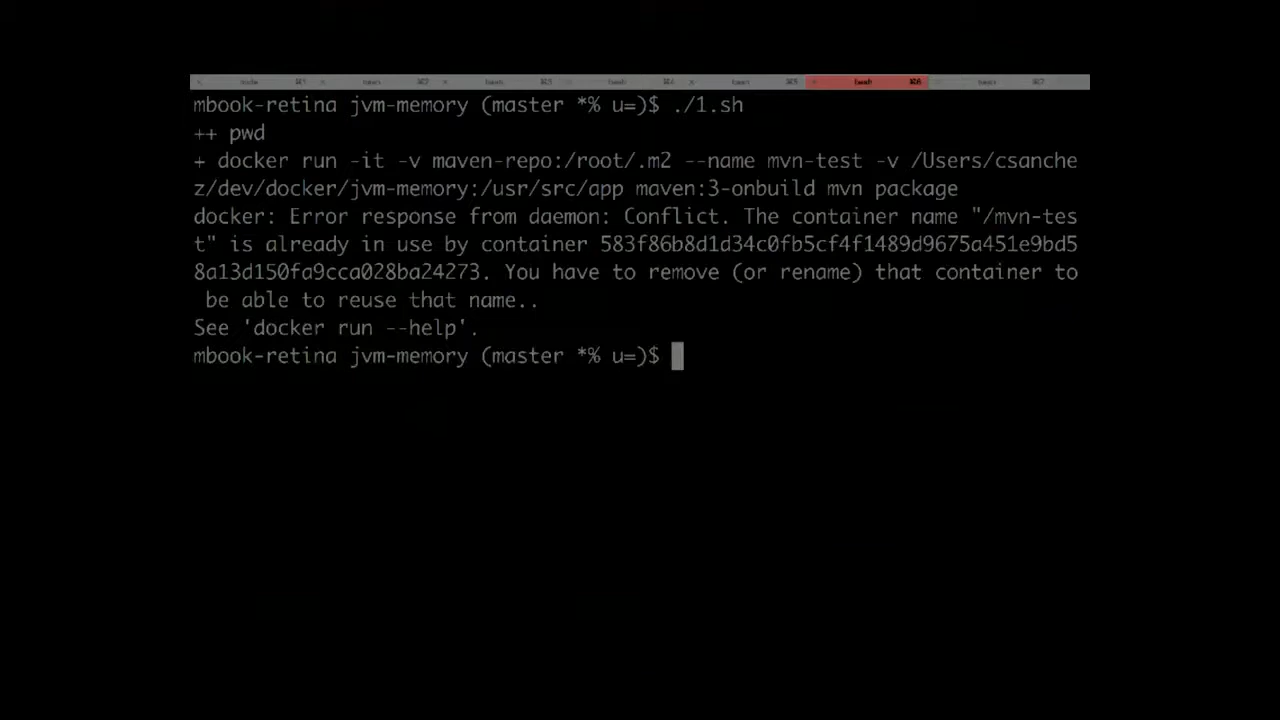 bash ⌘6
mbook-retina jvm-memory (master *% u=)$ ./1.sh
++ pwd
+ docker run -it -v maven-repo:/root/.m2 --name mvn-test -v /Users/csanche
z/dev/docker/jvm-memory:/usr/src/app maven:3-onbuild mvn package
docker: Error response from daemon: Conflict. The container name "/mvn-tes
t" is already in use by container 583f86b8d1d34c0fb5cf4f1489d9675a451e9bd5
8a13d150fa9cca028ba24273. You have to remove (or rename) that container to
be able to reuse that name..
See 'docker run --help'.
mbook-retina jvm-memory (master *% u=)$